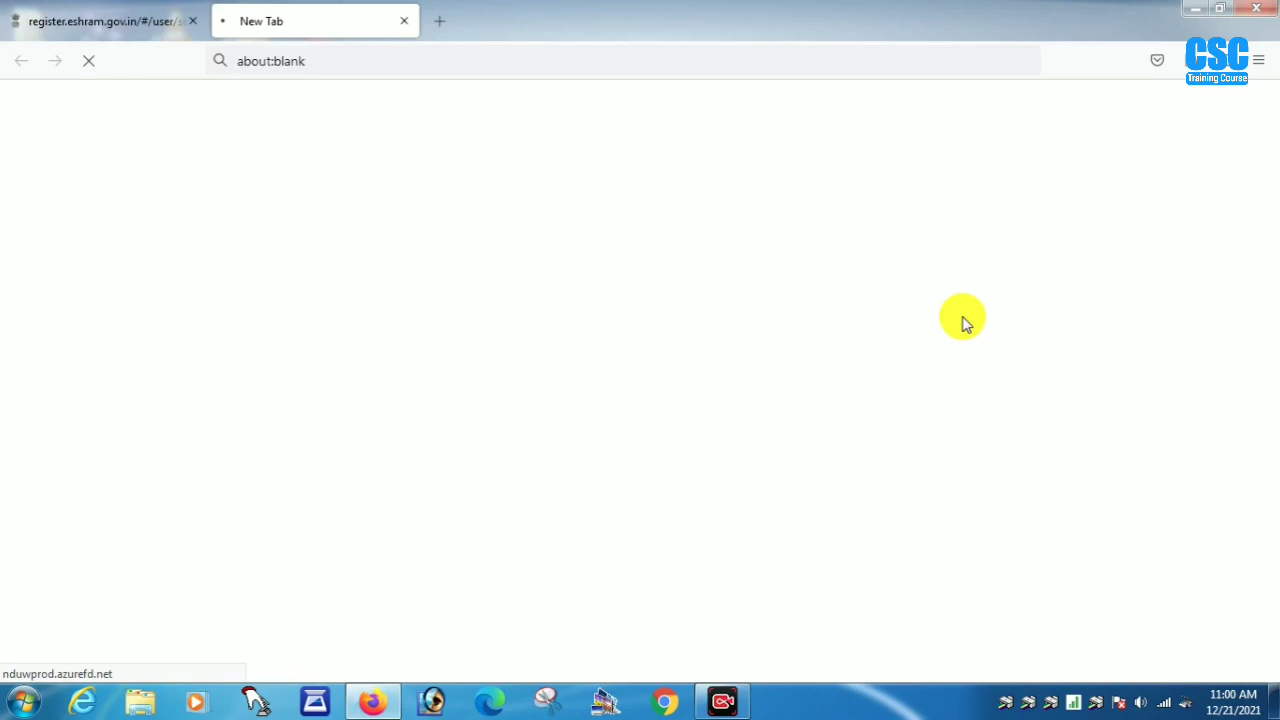 register.eshram.gov.in/#/user/s
New Tab
about:blank
CSC
Training Course
nduwprod.azurefd.net
11:00 AM
12/21/2021